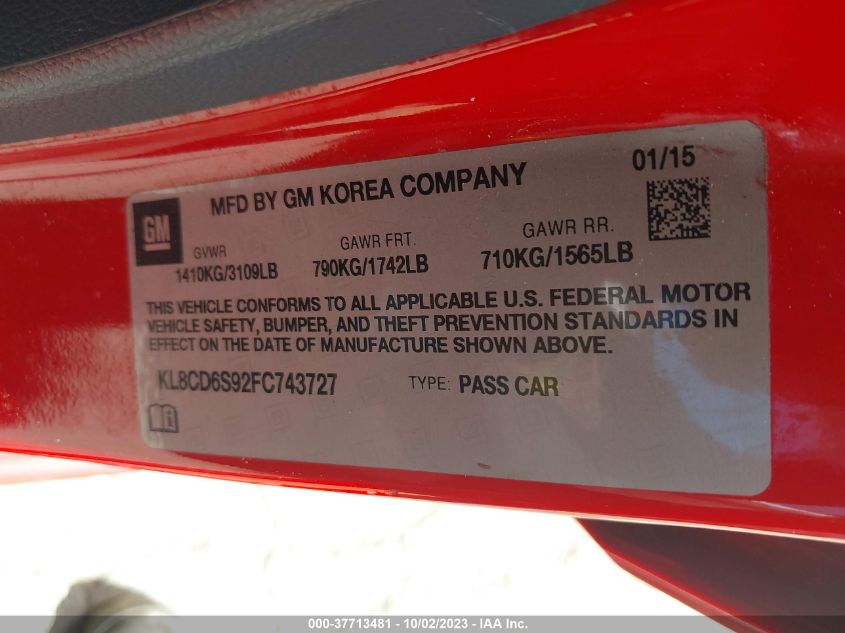 GM
MFD BY GM KOREA COMPANY
01/15
GVWR
1410KG/3109LB
GAWR FRT.
790KG/1742LB
GAWR RR.
710KG/1565LB
THIS VEHICLE CONFORMS TO ALL APPLICABLE U.S. FEDERAL MOTOR
VEHICLE SAFETY, BUMPER, AND THEFT PREVENTION STANDARDS IN
EFFECT ON THE DATE OF MANUFACTURE SHOWN ABOVE.
KL8CD6S92FC743727
TYPE: PASS CAR
000-37713481 - 10/02/2023 - IAA Inc.